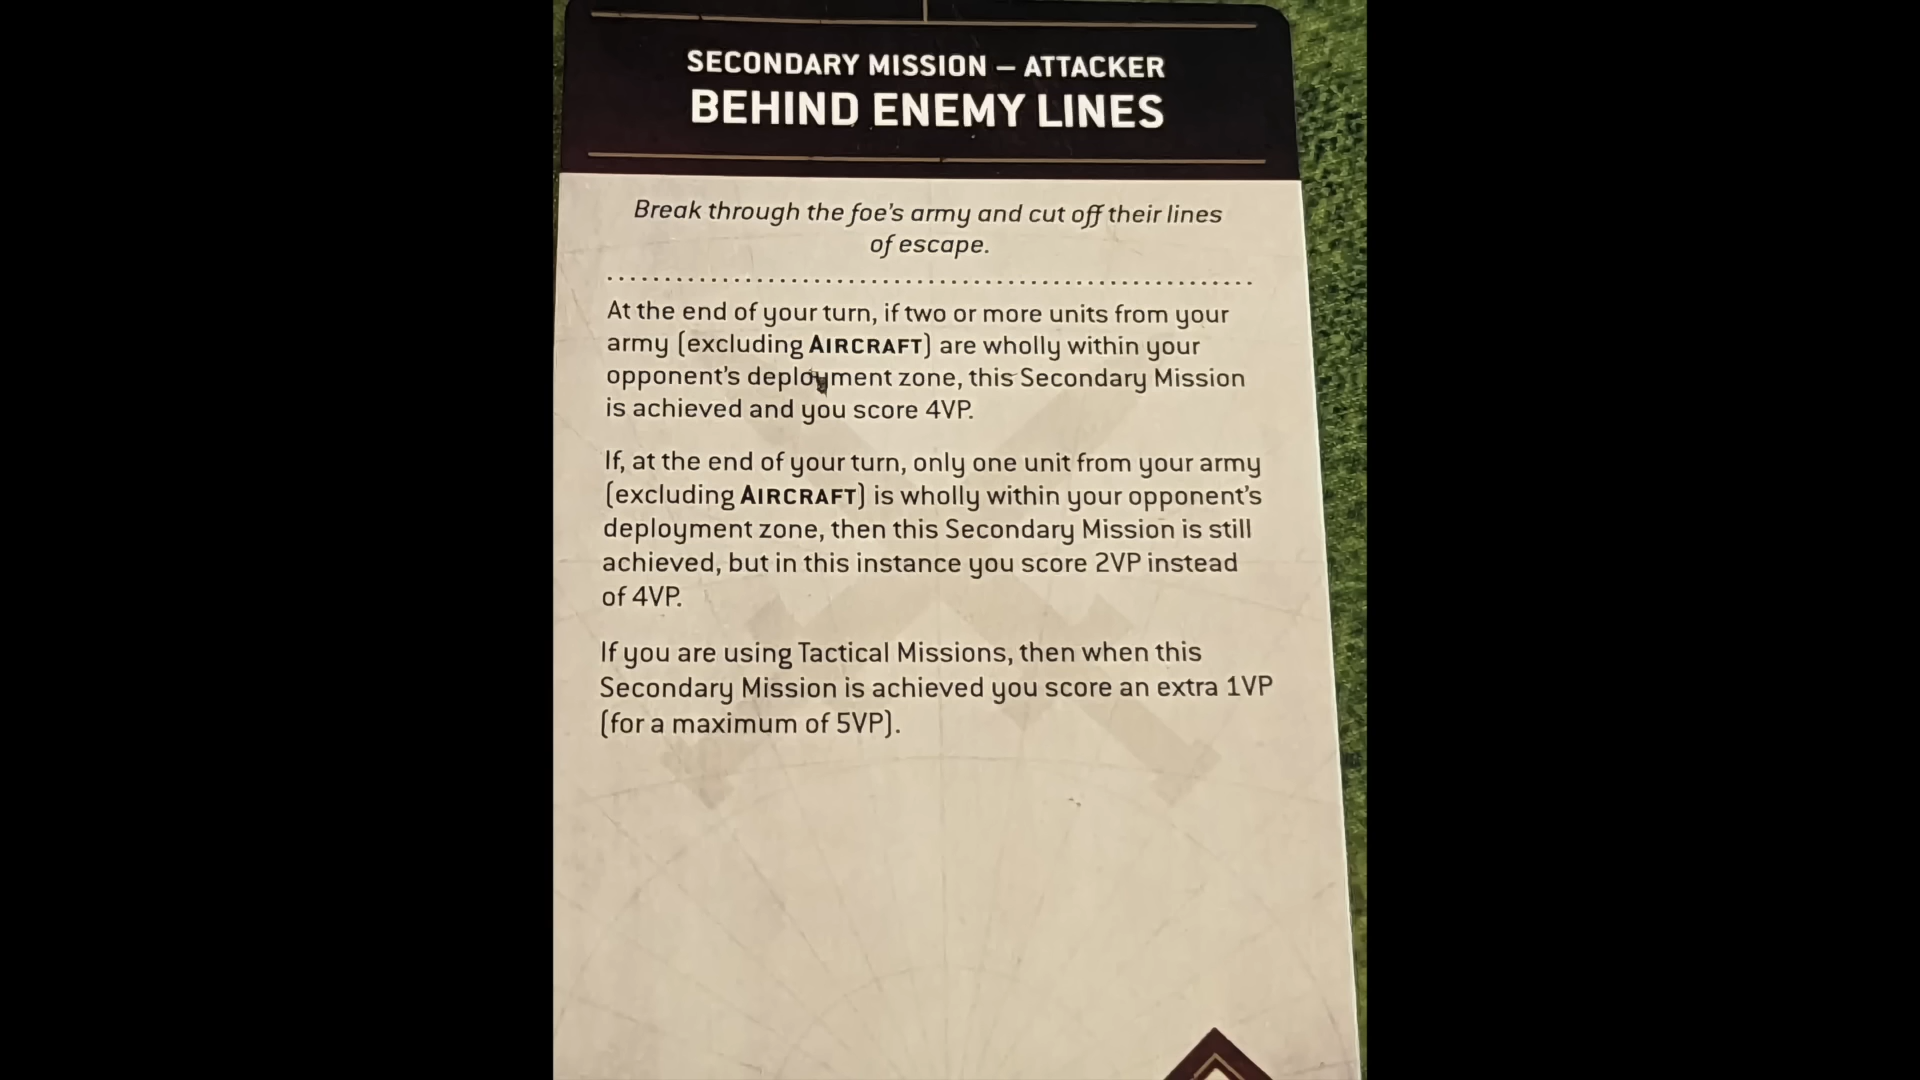 SECONDARY MISSION – ATTACKER
BEHIND ENEMY LINES
Break through the foe's army and cut off their lines
of escape.
At the end of your turn, if two or more units from your
army (excluding AIRCRAFT) are wholly within your
opponent's deployment zone, this Secondary Mission
is achieved and you score 4VP.
If, at the end of your turn, only one unit from your army
(excluding AIRCRAFT) is wholly within your opponent's
deployment zone, then this Secondary Mission is still
achieved, but in this instance you score 2VP instead
of 4VP.
If you are using Tactical Missions, then when this
Secondary Mission is achieved you score an extra 1VP
(for a maximum of 5VP).